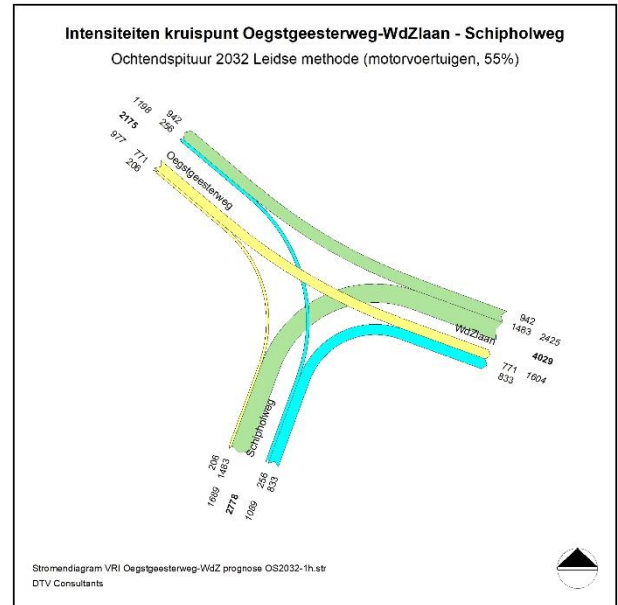 Intensiteiten kruispunt Oegstgeesterweg-WdZlaan - Schipholweg
Ochtendspituur 2032 Leidse methode (motorvoertuigen, 55%)
942
1198 256
2175
977 771
206
Oegstgeesterweg
942
1483 2425
WdZlaan
4029
771 1604
833
Schipholweg
206
1483
1689
2778
256
833
1089
Stromendiagram VRI Oegstgeesterweg-WdZ prognose OS2032-1h.str
DTV Consultants